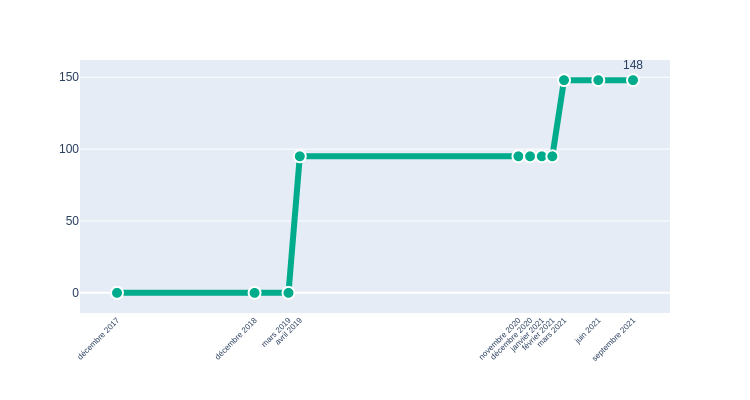 148
150
100
50
0
décembre 2017
décembre 2018
mars 2019
avril 2019
novembre 2020
décembre 2020
janvier 2021
février 2021
mars 2021
juin 2021
septembre 2021